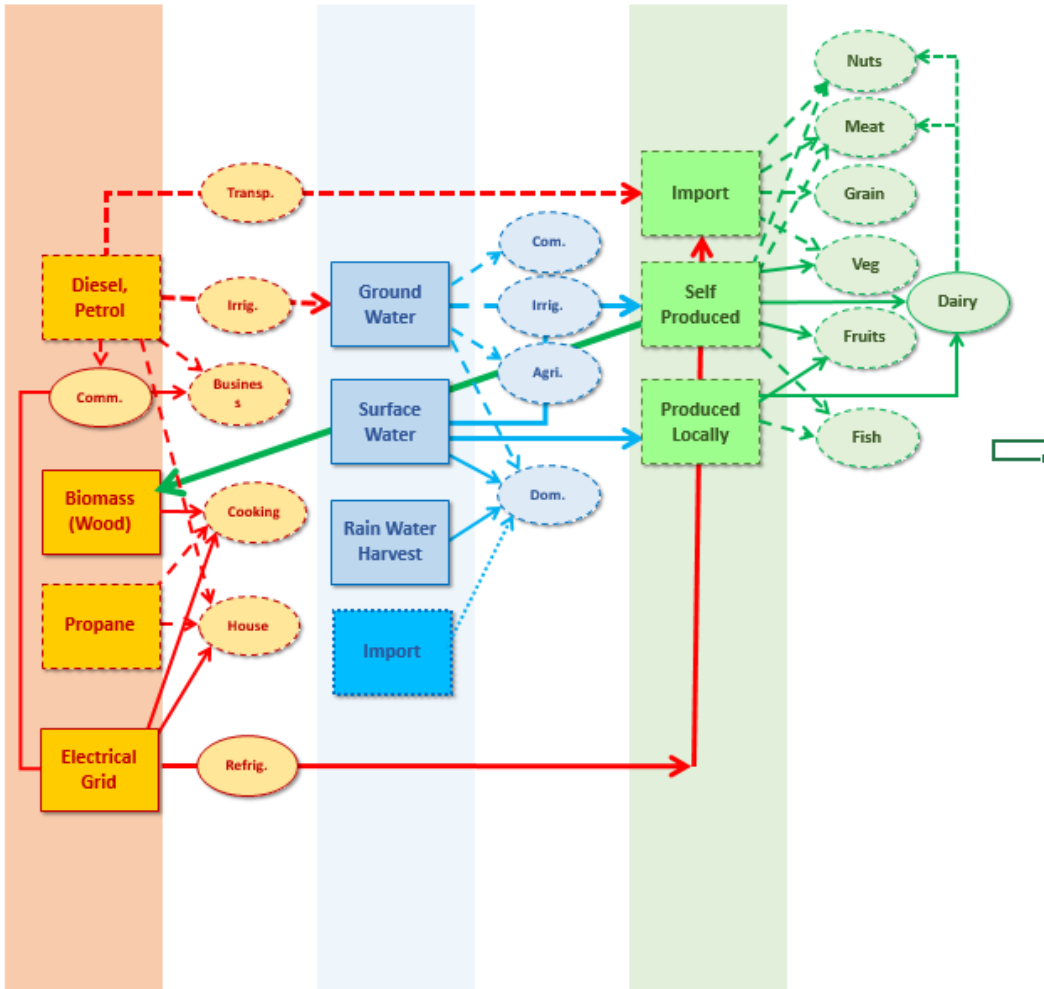 Diesel,
Petrol
Biomass
(Wood)
Propane
Electrical
Grid
Transp.
Irrig.
Comm.
Busines
s
Cooking
House
Refrig.
Ground
Water
Surface
Water
Rain Water
Harvest
Import
Com.
Irrig.
Agri.
Dom.
Import
Self
Produced
Produced
Locally
Nuts
Meat
Grain
Veg
Fruits
Fish
Dairy